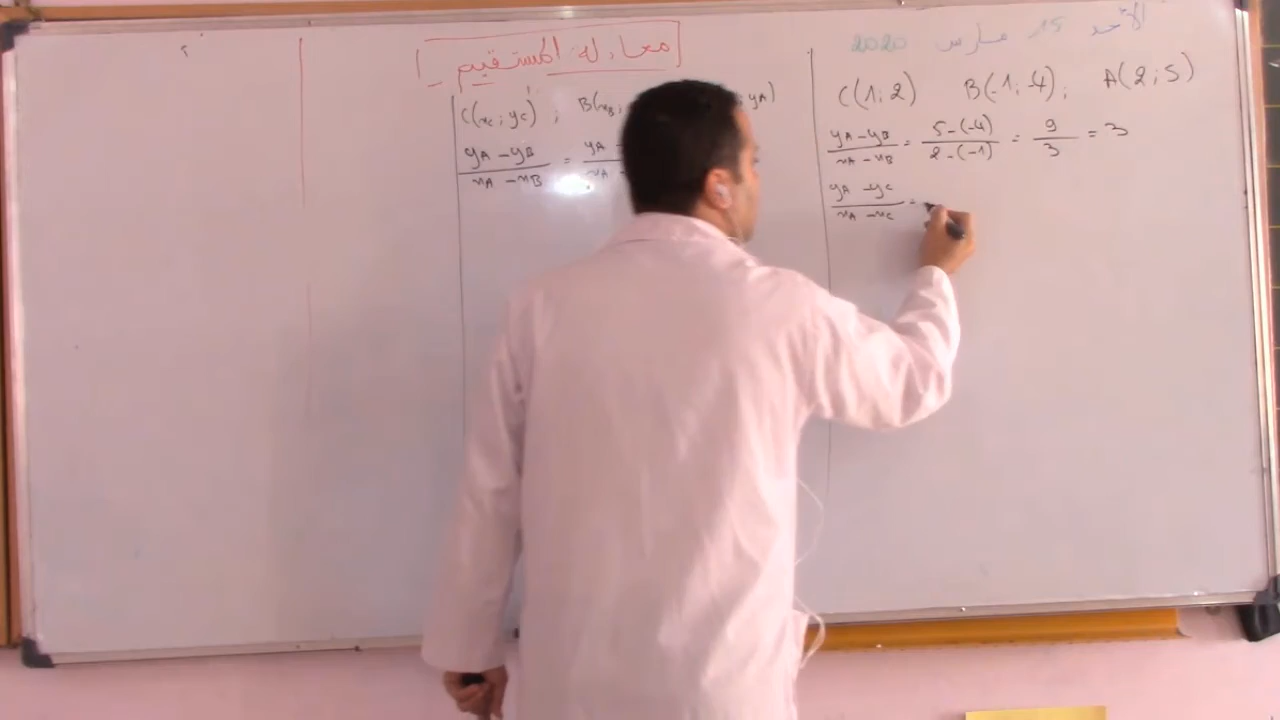 الأحد 15 مارس 2020
معادلة المستقيم
A(2;5)
B(-1;-4);
C(1;2)
(yA-yB)/(xA-xB) = (5-(-4))/(2-(-1)) = 9/3 = 3
(yA-yC)/(xA-xC) =
yA)
B(xB;
C(xC;yC);
(yA-yB)/(xA-xB) = yA/xA